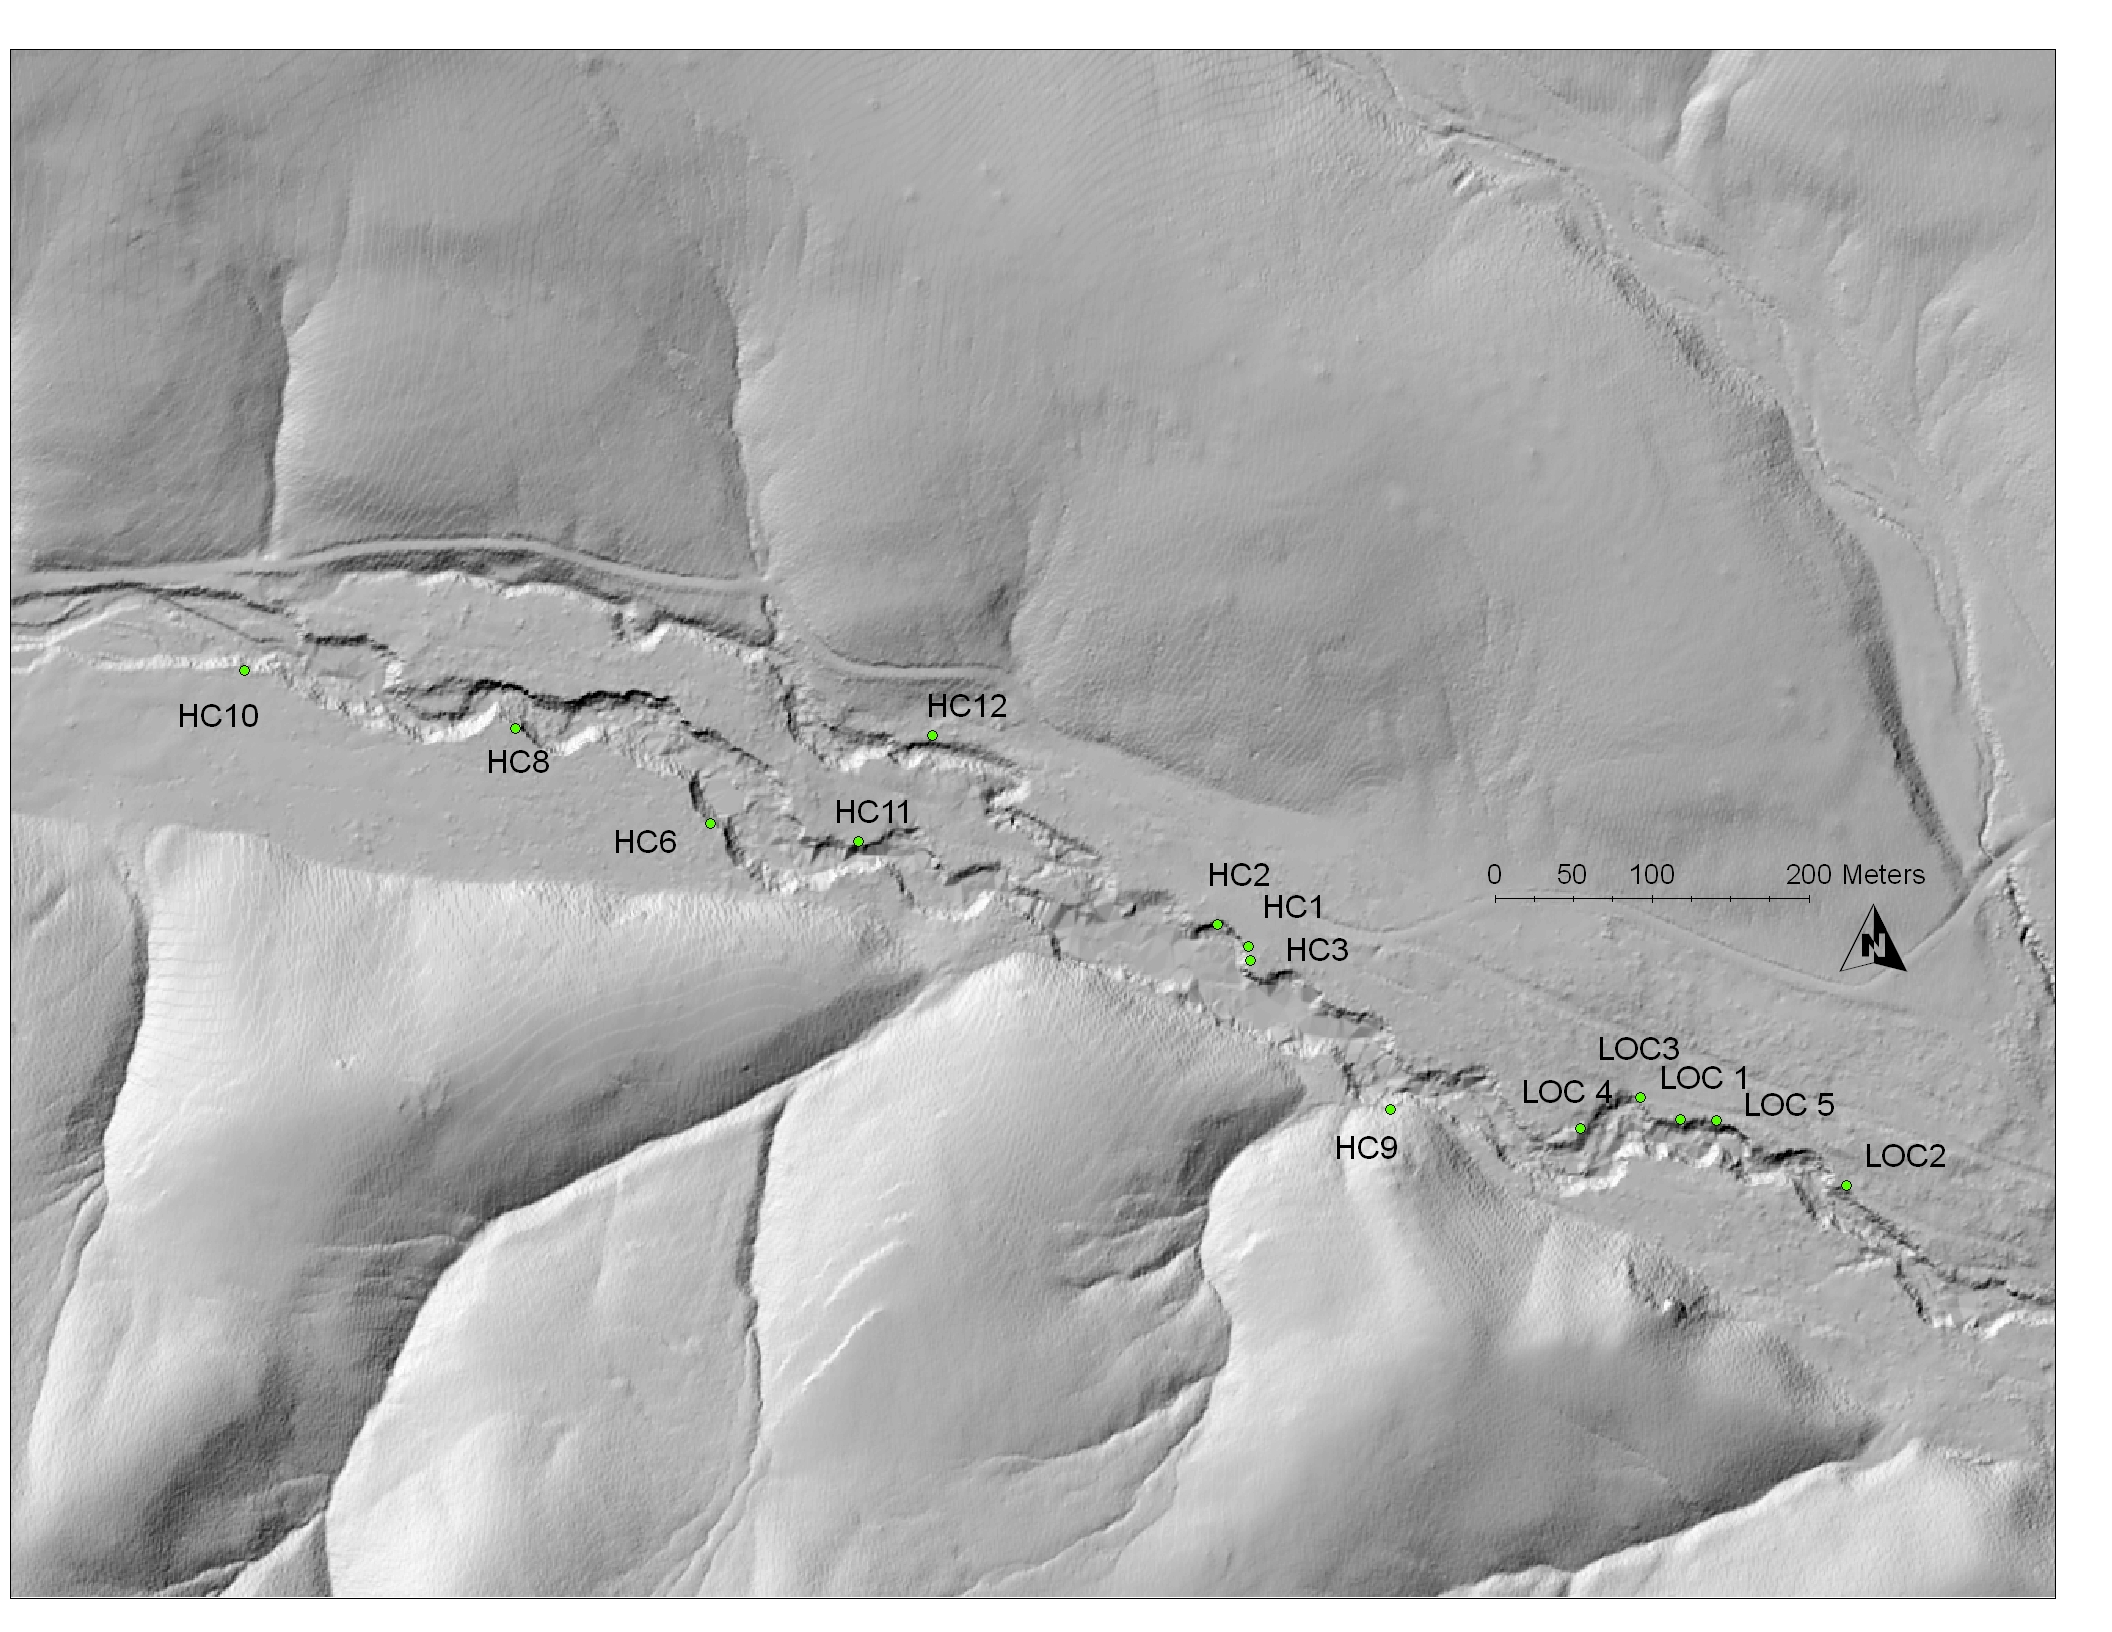 HC10
HC12
HC8
HC11
HC6
HC2
0 50 100 200 Meters
HC1
HC3
N
LOC3
LOC 1
LOC 4
LOC 5
HC9
LOC2